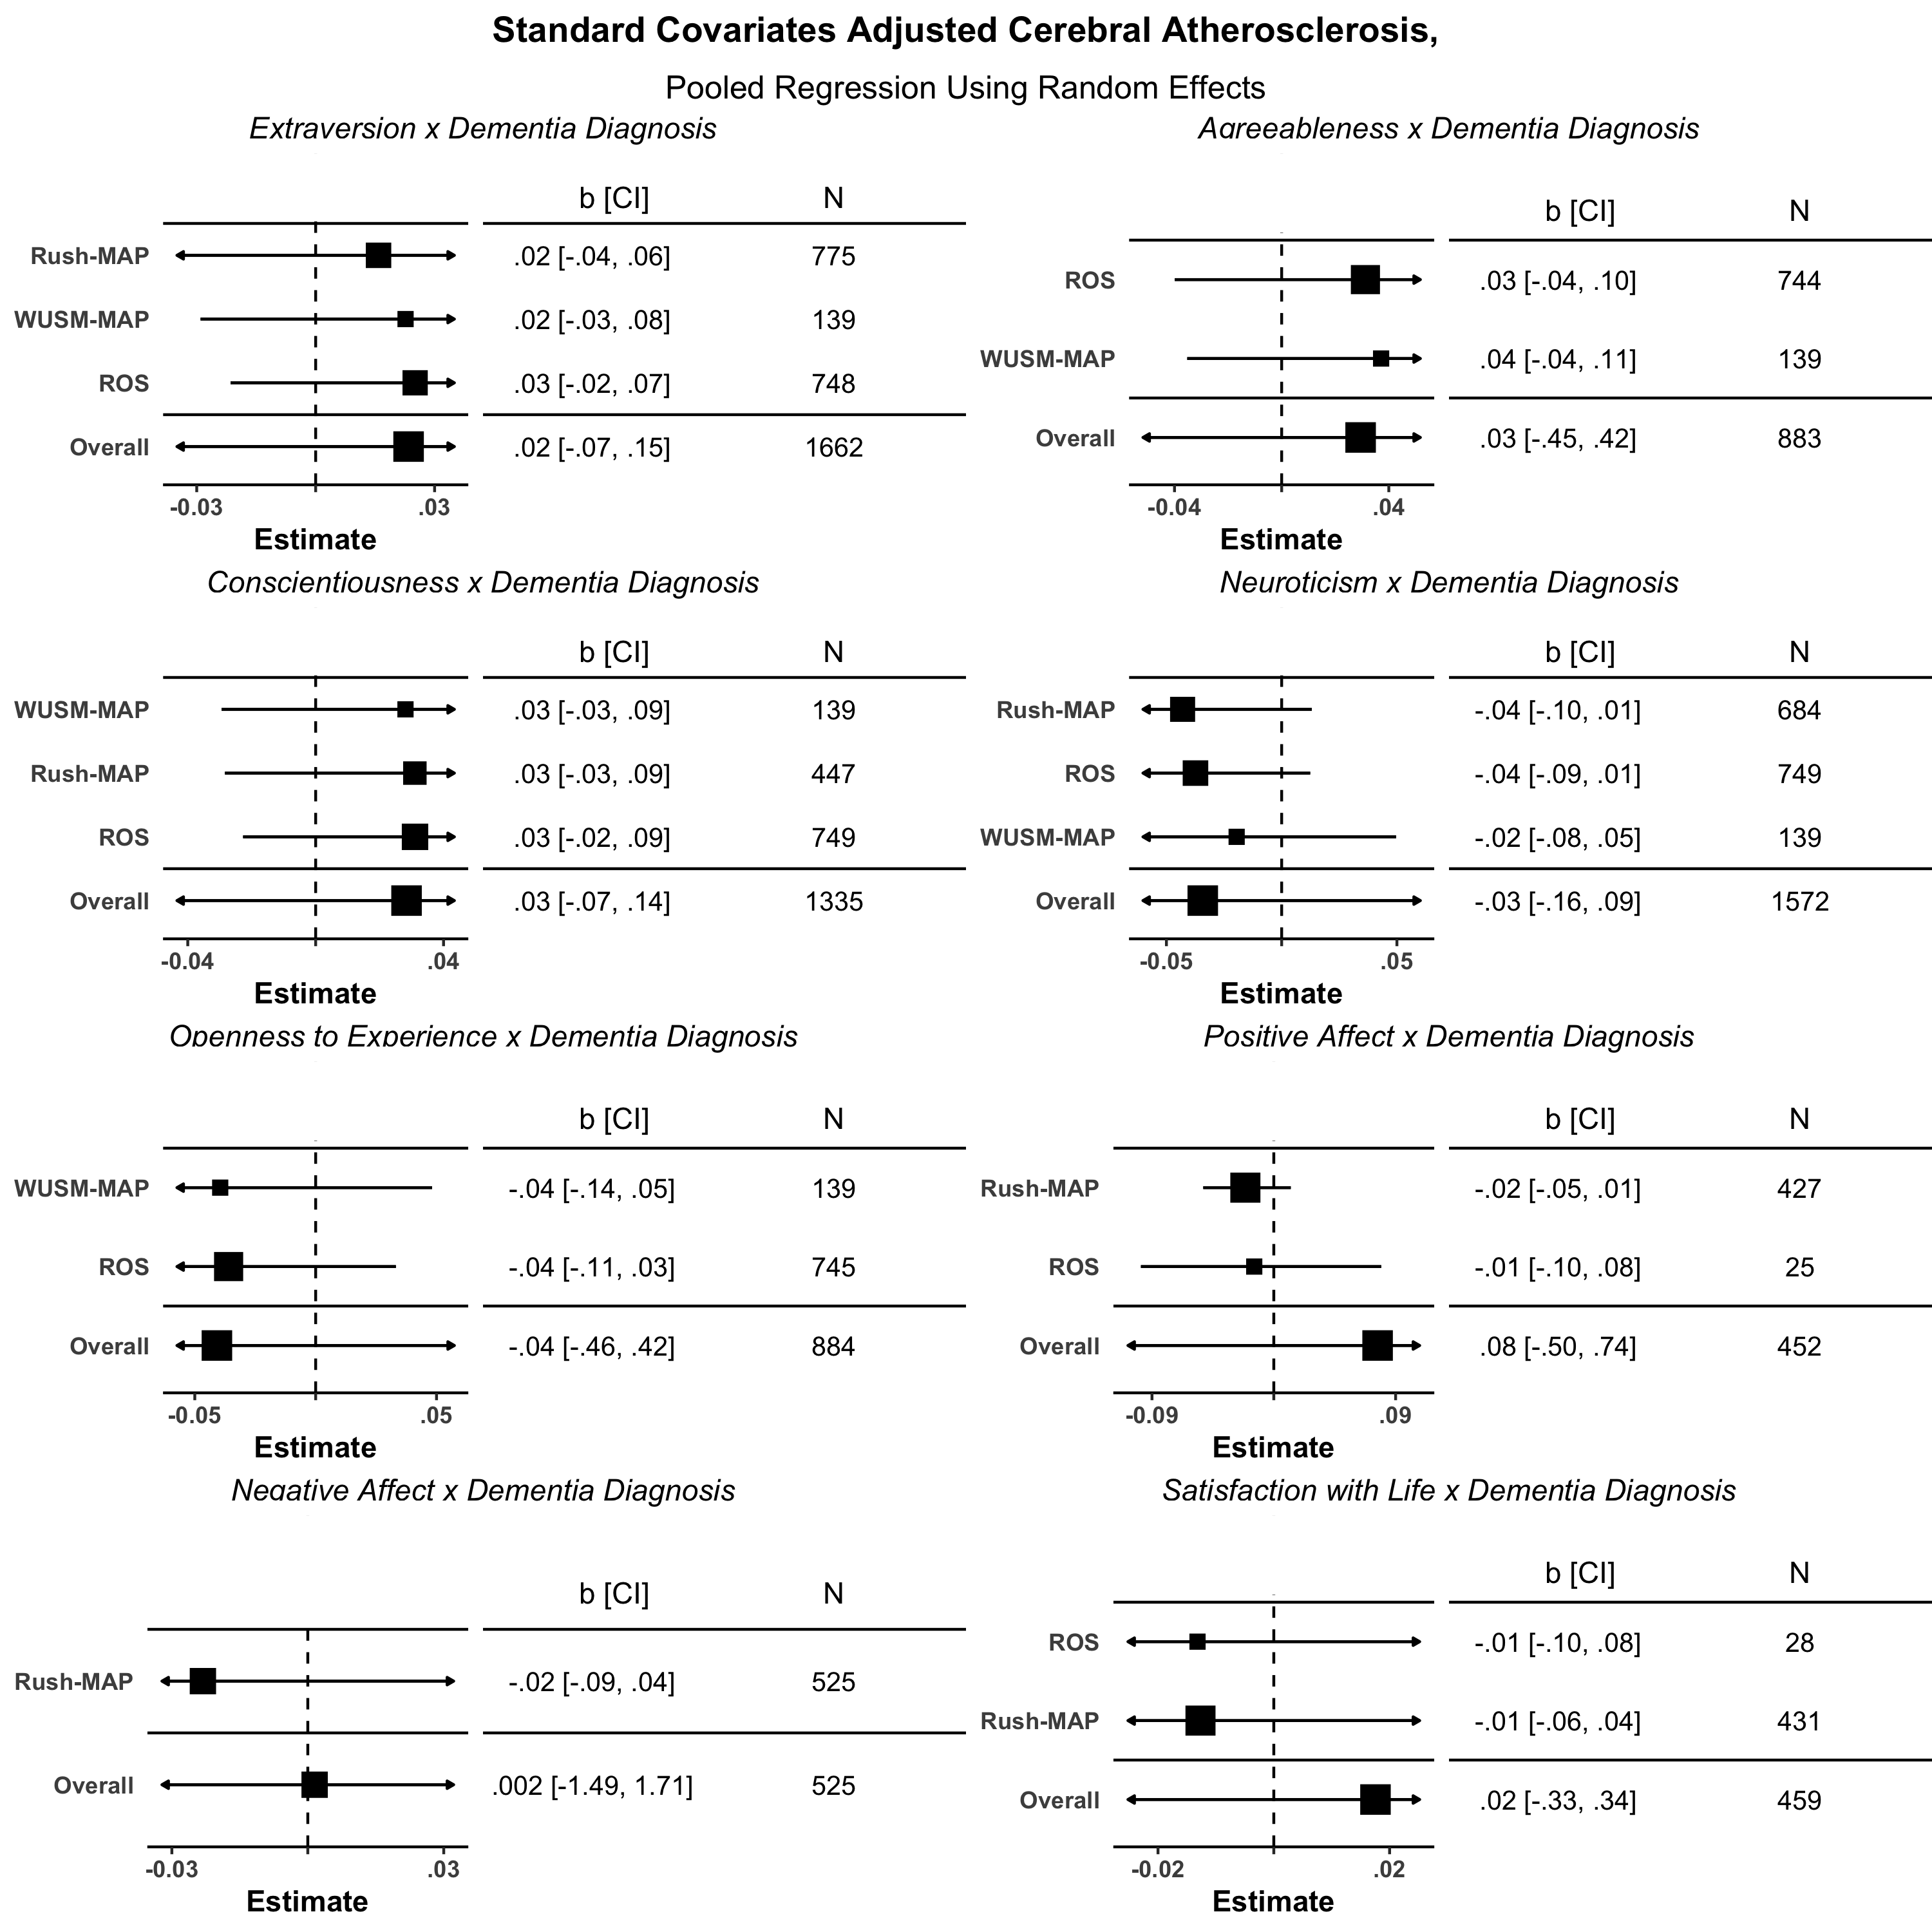 Standard Covariates Adjusted Cerebral Atherosclerosis,
Pooled Regression Using Random Effects
Extraversion x Dementia Diagnosis
b [CI] N
Rush-MAP .02 [-.04, .06] 775
WUSM-MAP .02 [-.03, .08] 139
ROS .03 [-.02, .07] 748
Overall .02 [-.07, .15] 1662
-0.03 .03
Estimate
Agreeableness x Dementia Diagnosis
b [CI] N
ROS .03 [-.04, .10] 744
WUSM-MAP .04 [-.04, .11] 139
Overall .03 [-.45, .42] 883
-0.04 .04
Estimate
Conscientiousness x Dementia Diagnosis
b [CI] N
WUSM-MAP .03 [-.03, .09] 139
Rush-MAP .03 [-.03, .09] 447
ROS .03 [-.02, .09] 749
Overall .03 [-.07, .14] 1335
-0.04 .04
Estimate
Neuroticism x Dementia Diagnosis
b [CI] N
Rush-MAP -.04 [-.10, .01] 684
ROS -.04 [-.09, .01] 749
WUSM-MAP -.02 [-.08, .05] 139
Overall -.03 [-.16, .09] 1572
-0.05 .05
Estimate
Openness to Experience x Dementia Diagnosis
b [CI] N
WUSM-MAP -.04 [-.14, .05] 139
ROS -.04 [-.11, .03] 745
Overall -.04 [-.46, .42] 884
-0.05 .05
Estimate
Positive Affect x Dementia Diagnosis
b [CI] N
Rush-MAP -.02 [-.05, .01] 427
ROS -.01 [-.10, .08] 25
Overall .08 [-.50, .74] 452
-0.09 .09
Estimate
Negative Affect x Dementia Diagnosis
b [CI] N
Rush-MAP -.02 [-.09, .04] 525
Overall .002 [-1.49, 1.71] 525
-0.03 .03
Estimate
Satisfaction with Life x Dementia Diagnosis
b [CI] N
ROS -.01 [-.10, .08] 28
Rush-MAP -.01 [-.06, .04] 431
Overall .02 [-.33, .34] 459
-0.02 .02
Estimate